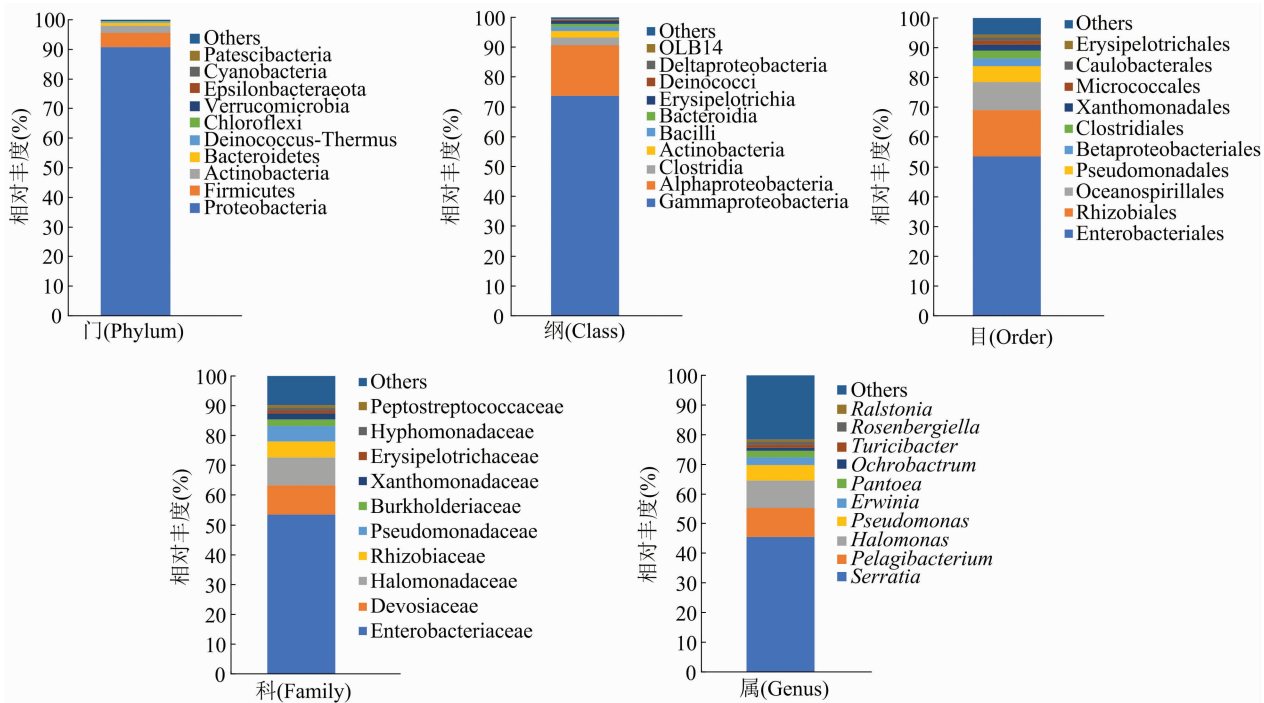 相对丰度(%)
100
90
80
70
60
50
40
30
20
10
0
门(Phylum)
Others
Patescibacteria
Cyanobacteria
Epsilonbacteraeota
Verrucomicrobia
Chloroflexi
Deinococcus-Thermus
Bacteroidetes
Actinobacteria
Firmicutes
Proteobacteria
相对丰度(%)
100
90
80
70
60
50
40
30
20
10
0
纲(Class)
Others
OLB14
Deltaproteobacteria
Deinococci
Erysipelotrichia
Bacteroidia
Bacilli
Actinobacteria
Clostridia
Alphaproteobacteria
Gammaproteobacteria
相对丰度(%)
100
90
80
70
60
50
40
30
20
10
0
目(Order)
Others
Erysipelotrichales
Caulobacterales
Micrococcales
Xanthomonadales
Clostridiales
Betaproteobacteriales
Pseudomonadales
Oceanospirillales
Rhizobiales
Enterobacteriales
相对丰度(%)
100
90
80
70
60
50
40
30
20
10
0
科(Family)
Others
Peptostreptococcaceae
Hyphomonadaceae
Erysipelotrichaceae
Xanthomonadaceae
Burkholderiaceae
Pseudomonadaceae
Rhizobiaceae
Halomonadaceae
Devosiaceae
Enterobacteriaceae
相对丰度(%)
100
90
80
70
60
50
40
30
20
10
0
属(Genus)
Others
Ralstonia
Rosenbergiella
Turicibacter
Ochrobactrum
Pantoea
Erwinia
Pseudomonas
Halomonas
Pelagibacterium
Serratia